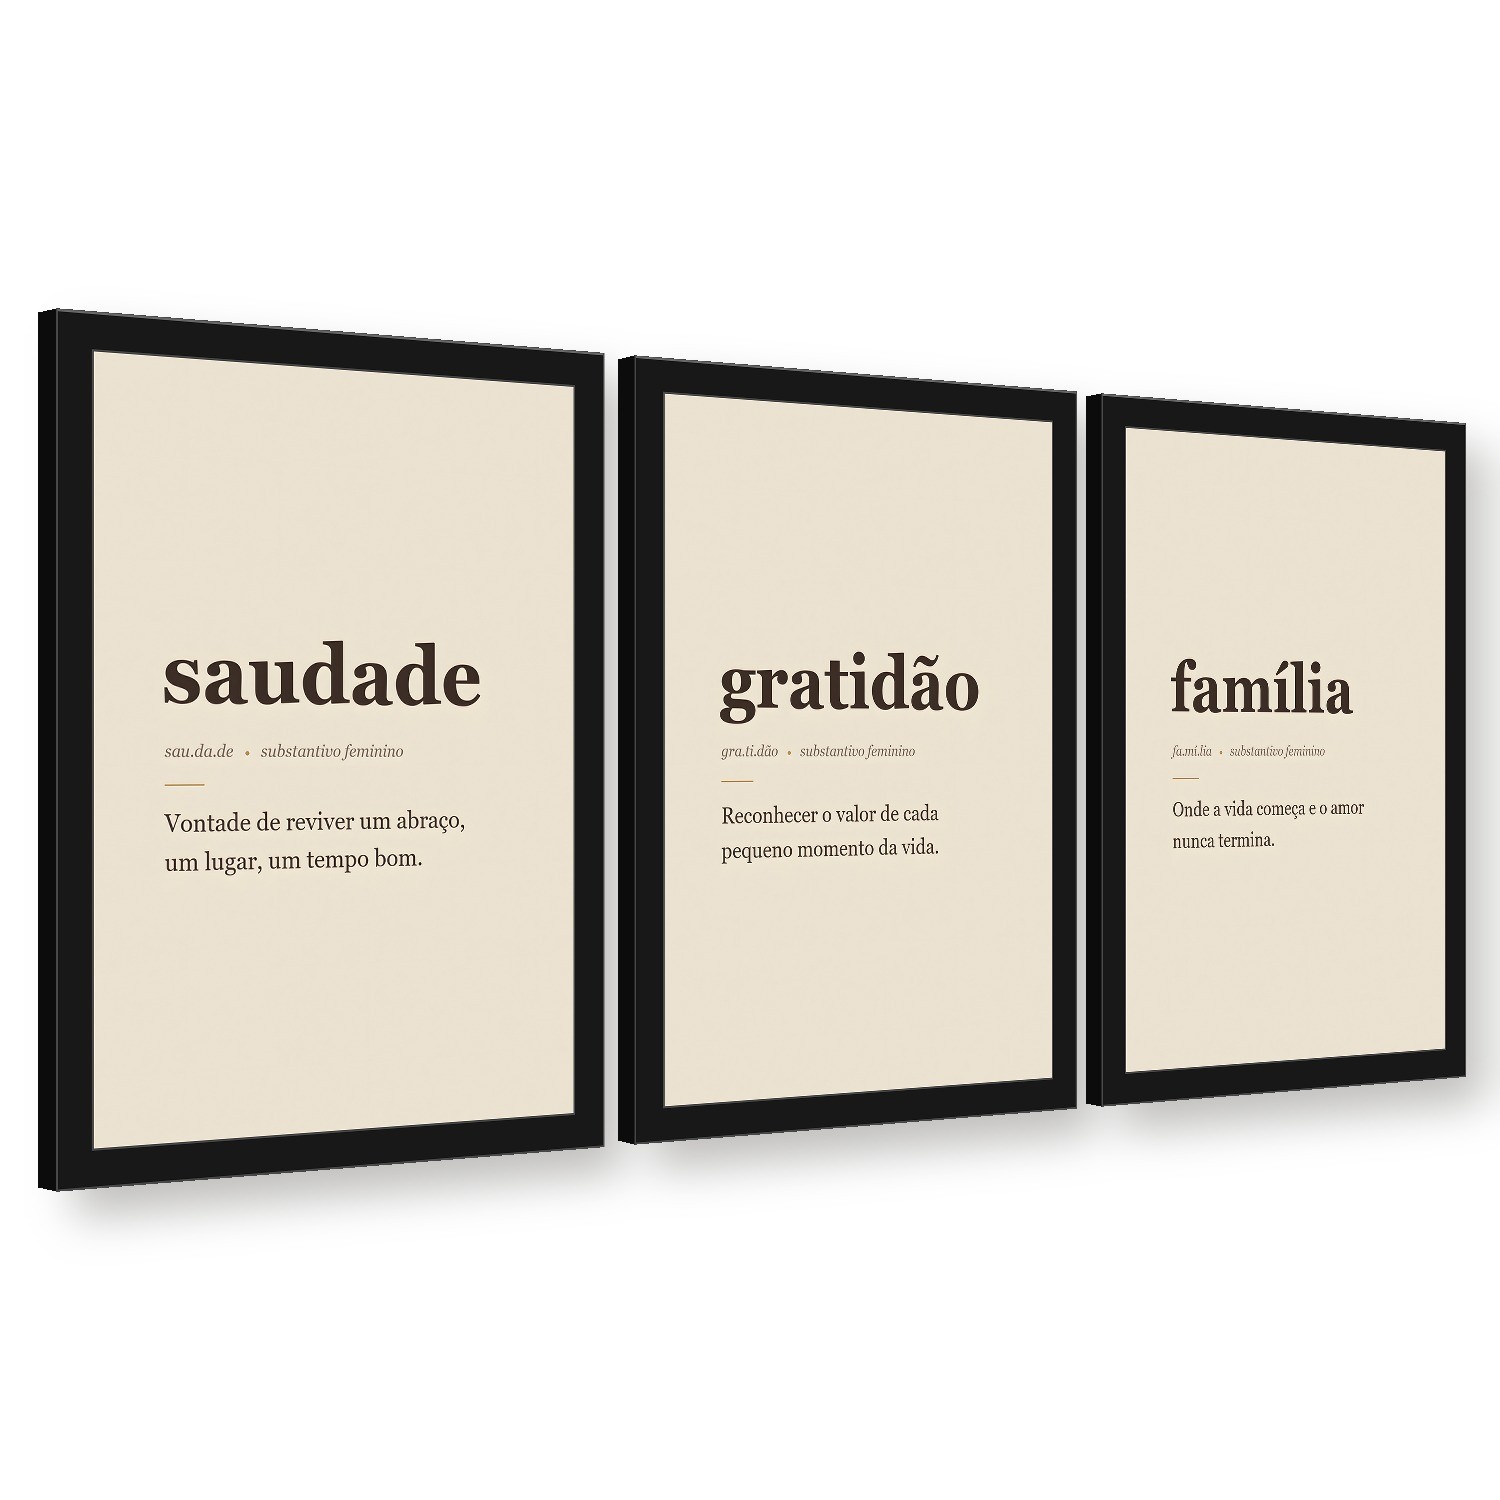 saudade
sau.da.de • substantivo feminino
Vontade de reviver um abraço,
um lugar, um tempo bom.
gratidão
gra.ti.dão • substantivo feminino
Reconhecer o valor de cada
pequeno momento da vida.
família
fa.mí.lia • substantivo feminino
Onde a vida começa e o amor
nunca termina.